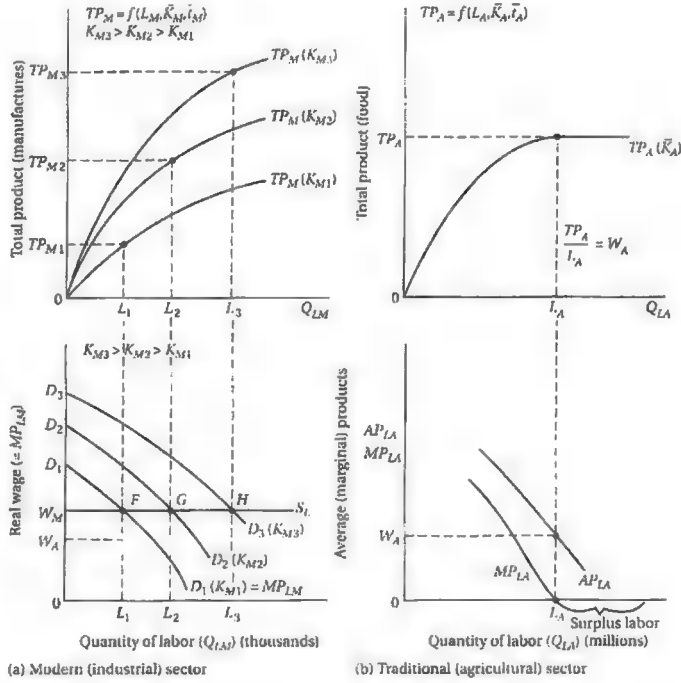 TP_M = f(L_M, K̄_M, t̄_M)
K_M3 > K_M2 > K_M1
Total product (manufactures)
TP_M3
TP_M2
TP_M1
0
TP_M (K_M3)
TP_M (K_M2)
TP_M (K_M1)
L_1
L_2
L_3
Q_LM
K_M3 > K_M2 > K_M1
Real wage (= MP_LM)
D_3
D_2
D_1
W_M
W_A
0
F
G
H
S_L
D_3 (K_M3)
D_2 (K_M2)
D_1 (K_M1) = MP_LM
L_1
L_2
L_3
Quantity of labor (Q_LM) (thousands)
(a) Modern (industrial) sector
TP_A = f(L_A, K̄_A, t̄_A)
Total product (food)
TP_A
0
TP_A (K̄_A)
TP_A / L_A = W_A
L_A
Q_LA
Average (marginal) products
AP_LA
MP_LA
W_A
0
MP_LA
AP_LA
L_A
Surplus labor
Quantity of labor (Q_LA) (millions)
(b) Traditional (agricultural) sector